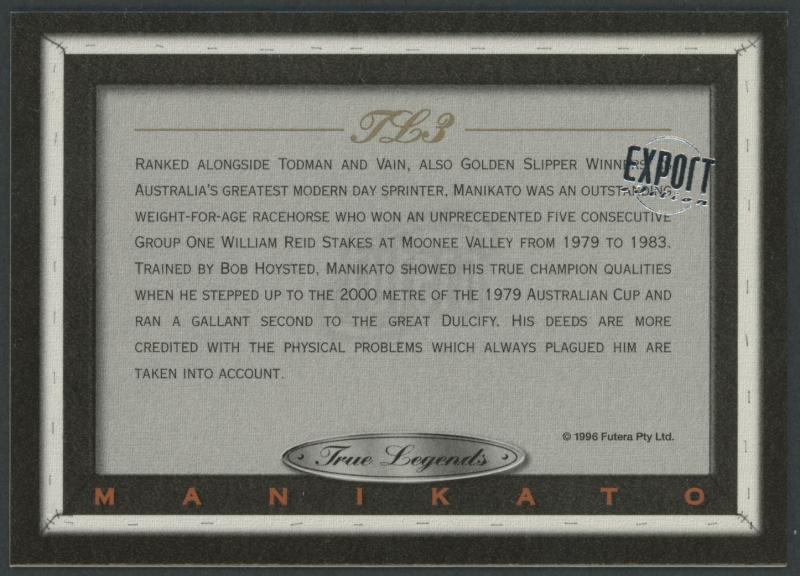 TL3
RANKED ALONGSIDE TODMAN AND VAIN, ALSO GOLDEN SLIPPER WINNERS
AUSTRALIA'S GREATEST MODERN DAY SPRINTER, MANIKATO WAS AN OUTSTANDING
WEIGHT-FOR-AGE RACEHORSE WHO WON AN UNPRECEDENTED FIVE CONSECUTIVE
GROUP ONE WILLIAM REID STAKES AT MOONEE VALLEY FROM 1979 TO 1983.
TRAINED BY BOB HOYSTED, MANIKATO SHOWED HIS TRUE CHAMPION QUALITIES
WHEN HE STEPPED UP TO THE 2000 METRE OF THE 1979 AUSTRALIAN CUP AND
RAN A GALLANT SECOND TO THE GREAT DULCIFY. HIS DEEDS ARE MORE
CREDITED WITH THE PHYSICAL PROBLEMS WHICH ALWAYS PLAGUED HIM ARE
TAKEN INTO ACCOUNT.
EXPORT
edition
© 1996 Futera Pty Ltd.
True Legends
MANIKATO